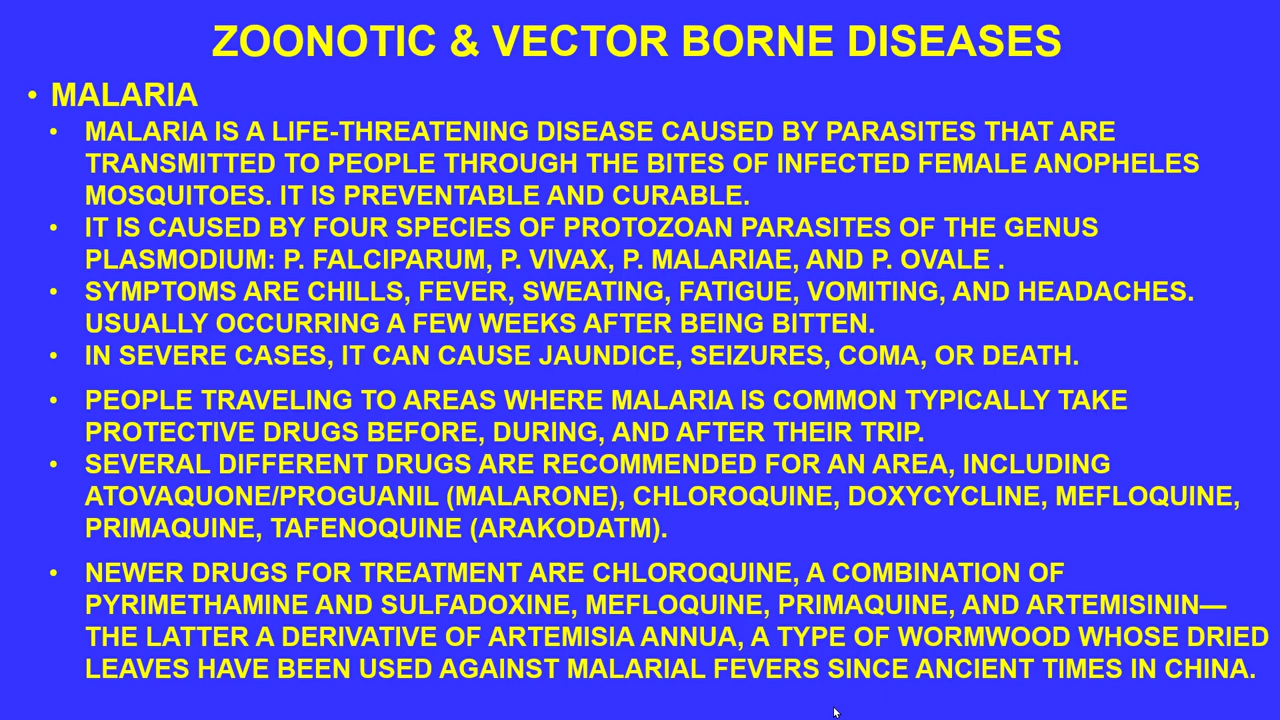 ZOONOTIC & VECTOR BORNE DISEASES
• MALARIA
• MALARIA IS A LIFE-THREATENING DISEASE CAUSED BY PARASITES THAT ARE
TRANSMITTED TO PEOPLE THROUGH THE BITES OF INFECTED FEMALE ANOPHELES
MOSQUITOES. IT IS PREVENTABLE AND CURABLE.
• IT IS CAUSED BY FOUR SPECIES OF PROTOZOAN PARASITES OF THE GENUS
PLASMODIUM: P. FALCIPARUM, P. VIVAX, P. MALARIAE, AND P. OVALE .
• SYMPTOMS ARE CHILLS, FEVER, SWEATING, FATIGUE, VOMITING, AND HEADACHES.
USUALLY OCCURRING A FEW WEEKS AFTER BEING BITTEN.
• IN SEVERE CASES, IT CAN CAUSE JAUNDICE, SEIZURES, COMA, OR DEATH.
• PEOPLE TRAVELING TO AREAS WHERE MALARIA IS COMMON TYPICALLY TAKE
PROTECTIVE DRUGS BEFORE, DURING, AND AFTER THEIR TRIP.
• SEVERAL DIFFERENT DRUGS ARE RECOMMENDED FOR AN AREA, INCLUDING
ATOVAQUONE/PROGUANIL (MALARONE), CHLOROQUINE, DOXYCYCLINE, MEFLOQUINE,
PRIMAQUINE, TAFENOQUINE (ARAKODATM).
• NEWER DRUGS FOR TREATMENT ARE CHLOROQUINE, A COMBINATION OF
PYRIMETHAMINE AND SULFADOXINE, MEFLOQUINE, PRIMAQUINE, AND ARTEMISININ—
THE LATTER A DERIVATIVE OF ARTEMISIA ANNUA, A TYPE OF WORMWOOD WHOSE DRIED
LEAVES HAVE BEEN USED AGAINST MALARIAL FEVERS SINCE ANCIENT TIMES IN CHINA.